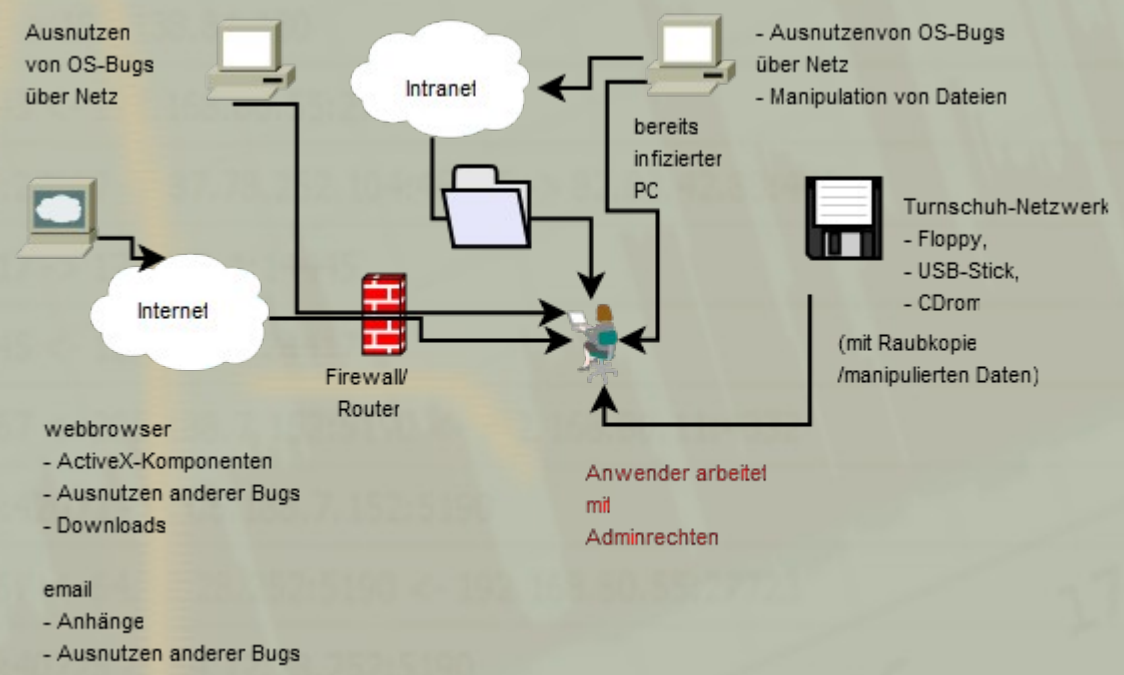 Ausnutzen
von OS-Bugs
über Netz
Intranet
- Ausnutzenvon OS-Bugs
über Netz
- Manipulation von Dateien
bereits
infizierter
PC
Turnschuh-Netzwerk
- Floppy,
- USB-Stick,
- CDrom
(mit Raubkopie
/manipulierten Daten)
Internet
Firewall/
Router
webbrowser
- ActiveX-Komponenten
- Ausnutzen anderer Bugs
- Downloads
email
- Anhänge
- Ausnutzen anderer Bugs
Anwender arbeitet
mit
Adminrechten